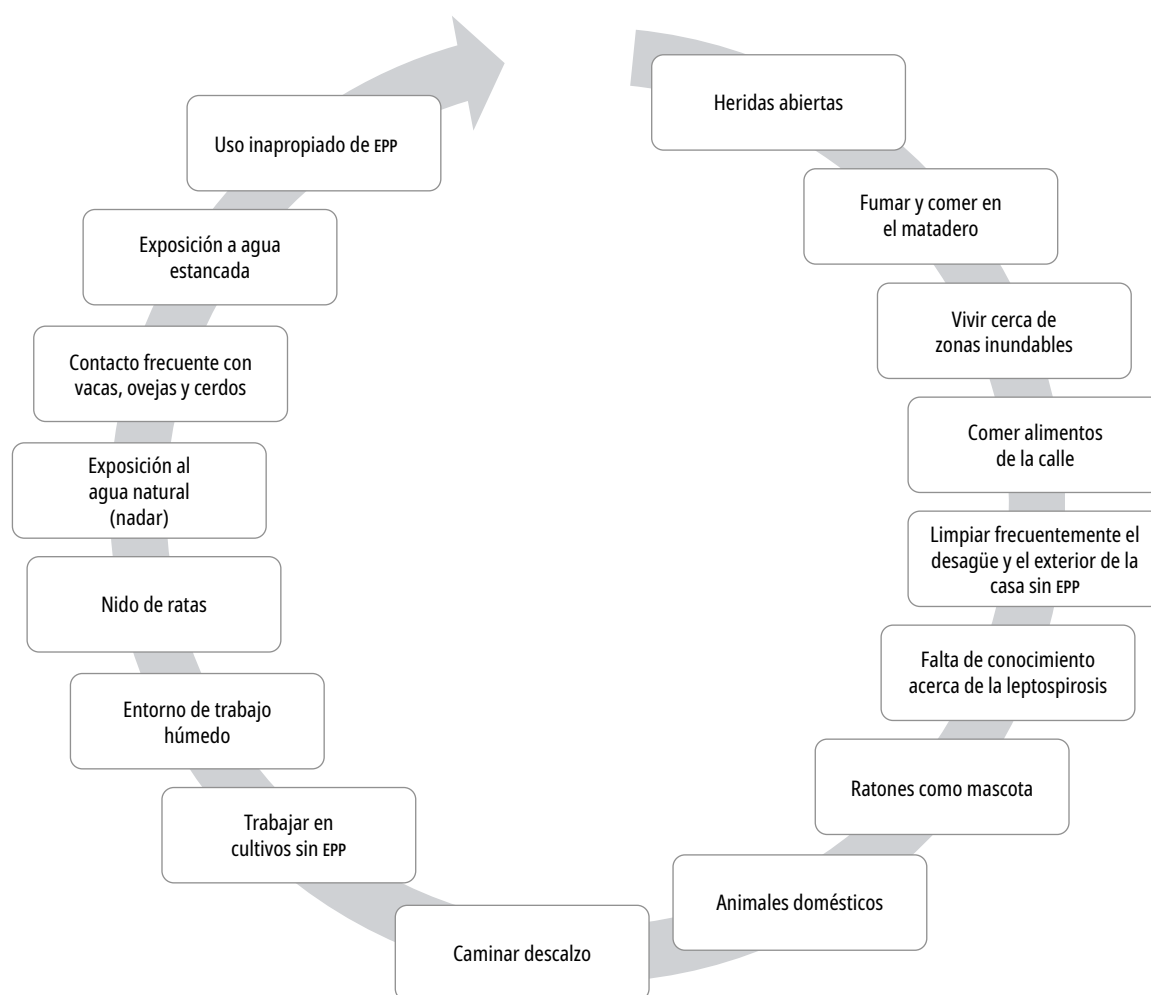 Heridas abiertas
Fumar y comer en
el matadero
Vivir cerca de
zonas inundables
Comer alimentos
de la calle
Limpiar frecuentemente el
desagüe y el exterior de la
casa sin EPP
Falta de conocimiento
acerca de la leptospirosis
Ratones como mascota
Animales domésticos
Caminar descalzo
Trabajar en
cultivos sin EPP
Entorno de trabajo
húmedo
Nido de ratas
Exposición al
agua natural
(nadar)
Contacto frecuente con
vacas, ovejas y cerdos
Exposición a agua
estancada
Uso inapropiado de EPP